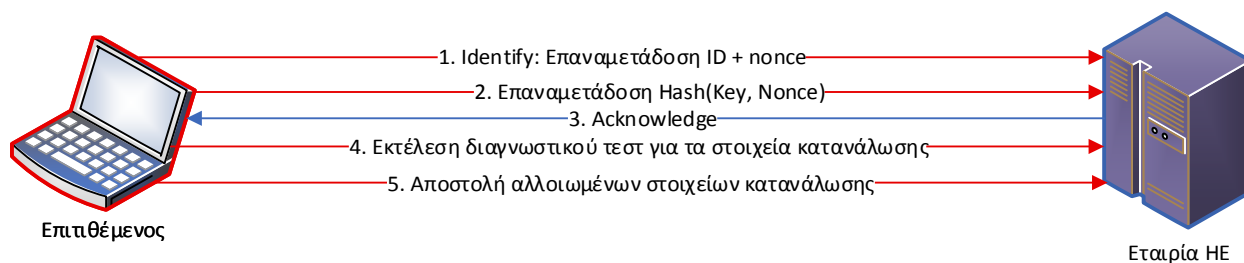 1. Identify: Επαναμετάδοση ID + nonce
2. Επαναμετάδοση Hash(Key, Nonce)
3. Acknowledge
4. Εκτέλεση διαγνωστικού τεστ για τα στοιχεία κατανάλωσης
5. Αποστολή αλλοιωμένων στοιχείων κατανάλωσης
Επιτιθέμενος
Εταιρία ΗΕ